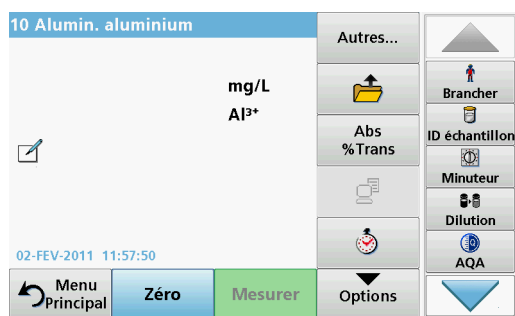 10 Alumin. aluminium
mg/L
Al³⁺
02-FEV-2011 11:57:50
Menu
Principal
Zéro
Mesurer
Options
Autres...
Abs
%Trans
Brancher
ID échantillon
Minuteur
Dilution
AQA